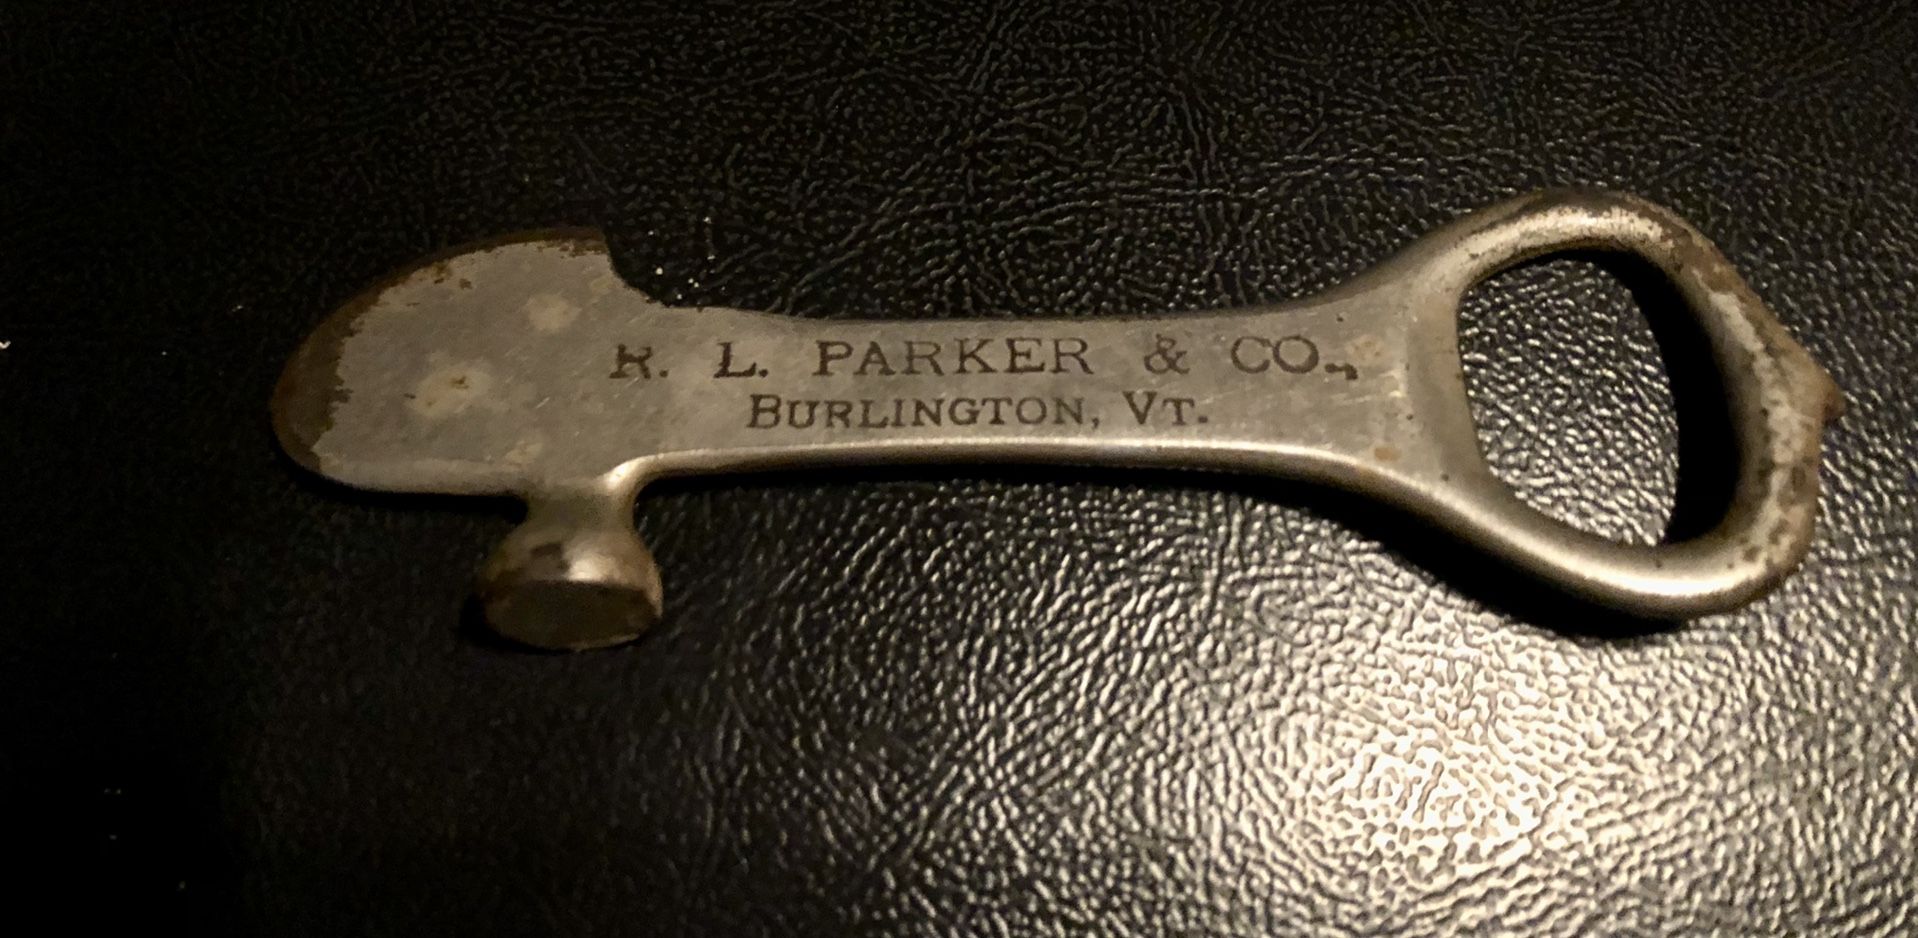 R. L. PARKER & CO.,
BURLINGTON, VT.